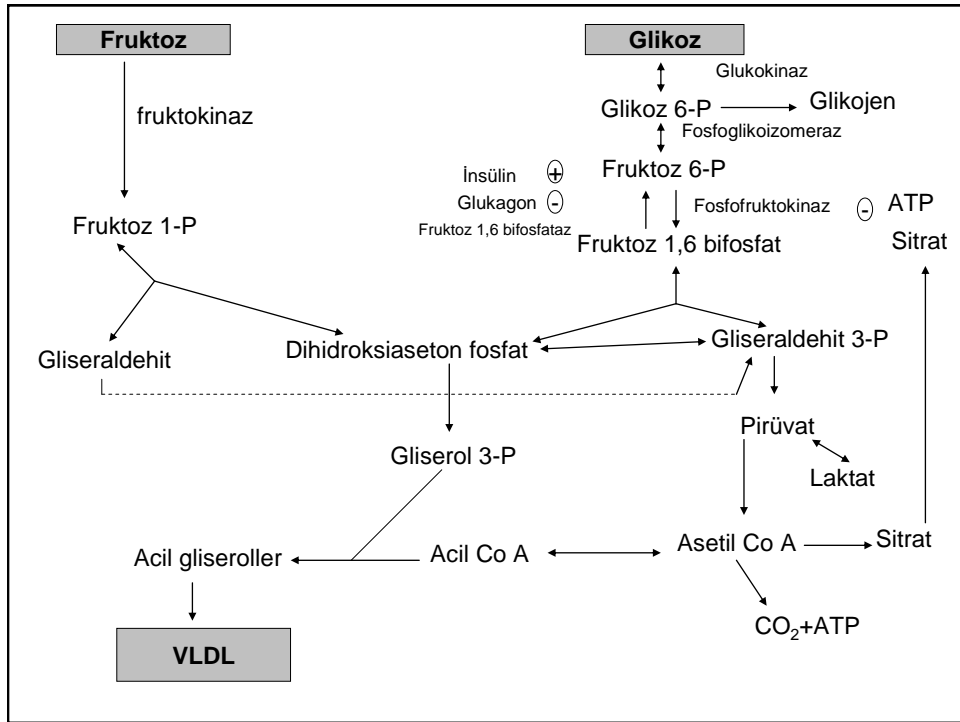 Fruktoz
Glikoz
Glukokinaz
fruktokinaz
Glikoz 6-P
Glikojen
Fosfoglikoizomeraz
Fruktoz 6-P
İnsülin +
Glukagon -
Fruktoz 1,6 bifosfataz
Fosfofruktokinaz
- ATP
Sitrat
Fruktoz 1-P
Fruktoz 1,6 bifosfat
Gliseraldehit
Dihidroksiaseton fosfat
Gliseraldehit 3-P
Pirüvat
Laktat
Gliserol 3-P
Acil gliseroller
Acil Co A
Asetil Co A
Sitrat
CO₂+ATP
VLDL